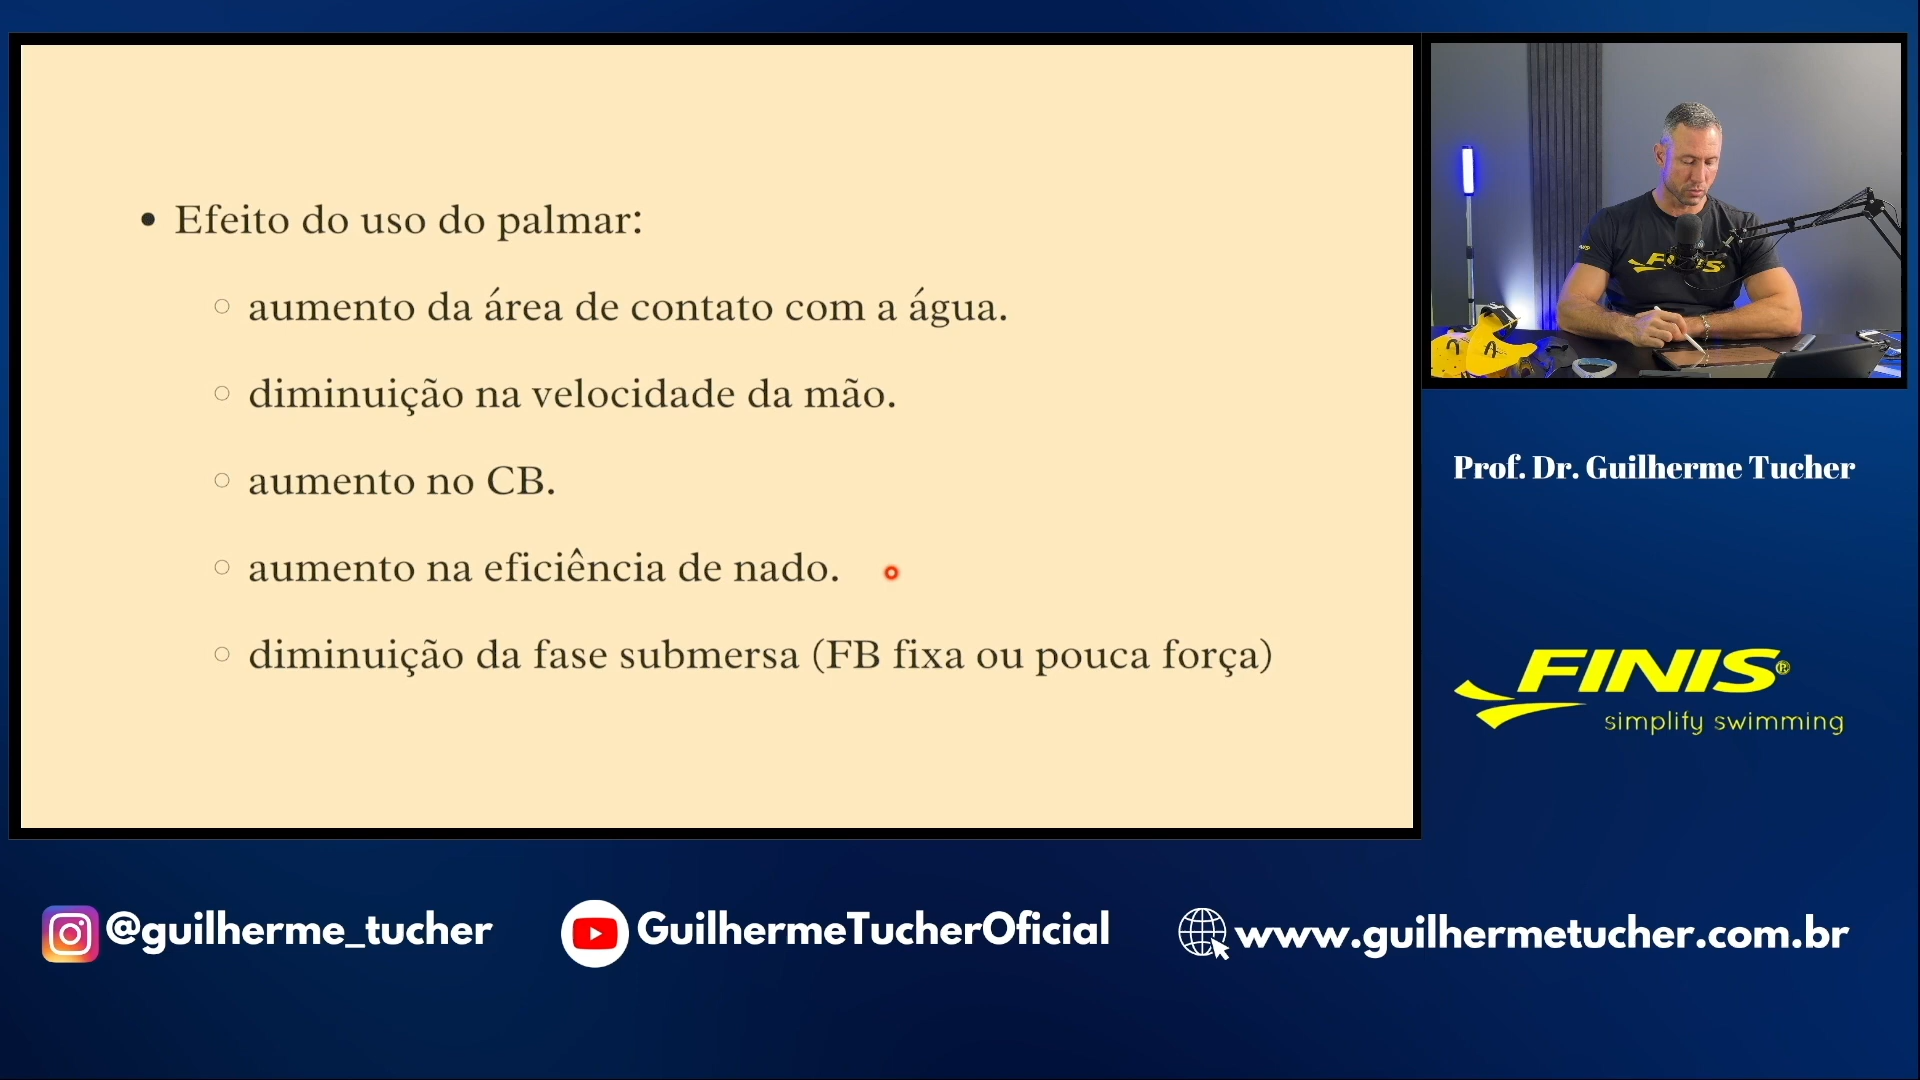 • Efeito do uso do palmar:
○ aumento da área de contato com a água.
○ diminuição na velocidade da mão.
○ aumento no CB.
○ aumento na eficiência de nado.
○ diminuição da fase submersa (FB fixa ou pouca força)
FINIS
Prof. Dr. Guilherme Tucher
FINIS®
simplify swimming
@guilherme_tucher
GuilhermeTucherOficial
www.guilhermetucher.com.br